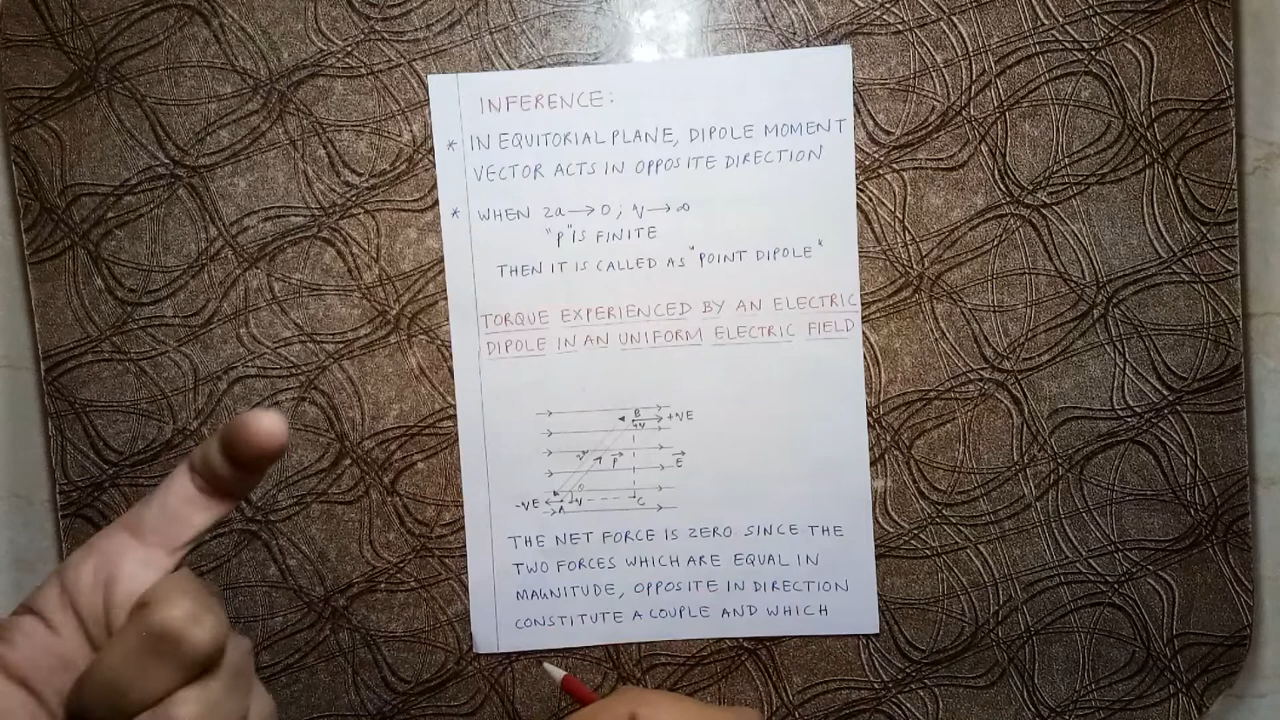 INFERENCE:
* IN EQUITORIAL PLANE, DIPOLE MOMENT
VECTOR ACTS IN OPPOSITE DIRECTION
* WHEN 2a → 0 ; q → ∞
"P" IS FINITE
THEN IT IS CALLED AS "POINT DIPOLE"
TORQUE EXPERIENCED BY AN ELECTRIC
DIPOLE IN AN UNIFORM ELECTRIC FIELD
B
+qE
+q
P
E
-qE
A
C
THE NET FORCE IS ZERO. SINCE THE
TWO FORCES WHICH ARE EQUAL IN
MAGNITUDE, OPPOSITE IN DIRECTION
CONSTITUTE A COUPLE AND WHICH